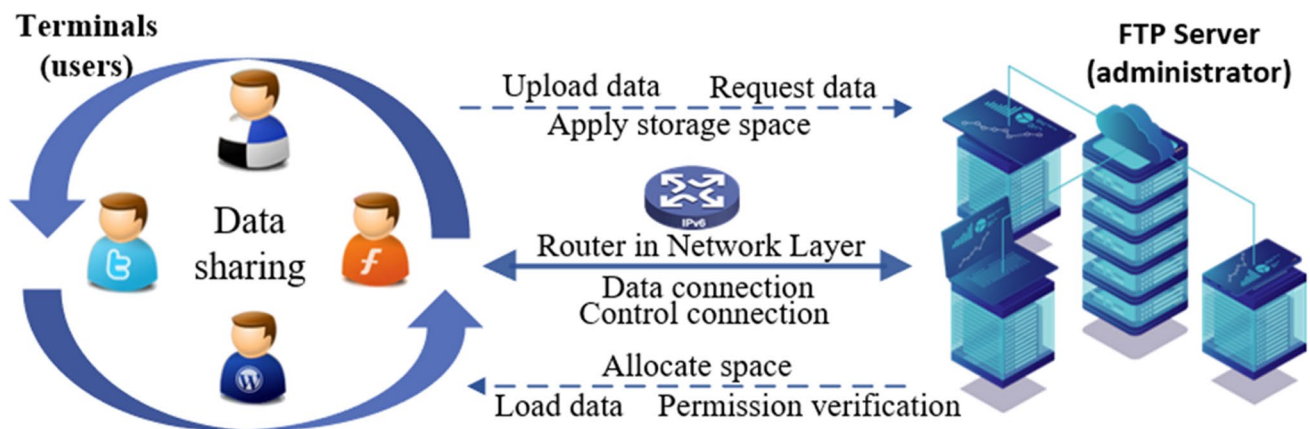 Terminals
(users)
Data
sharing
Upload data Request data
Apply storage space
IPv6
Router in Network Layer
Data connection
Control connection
Allocate space
Load data Permission verification
FTP Server
(administrator)